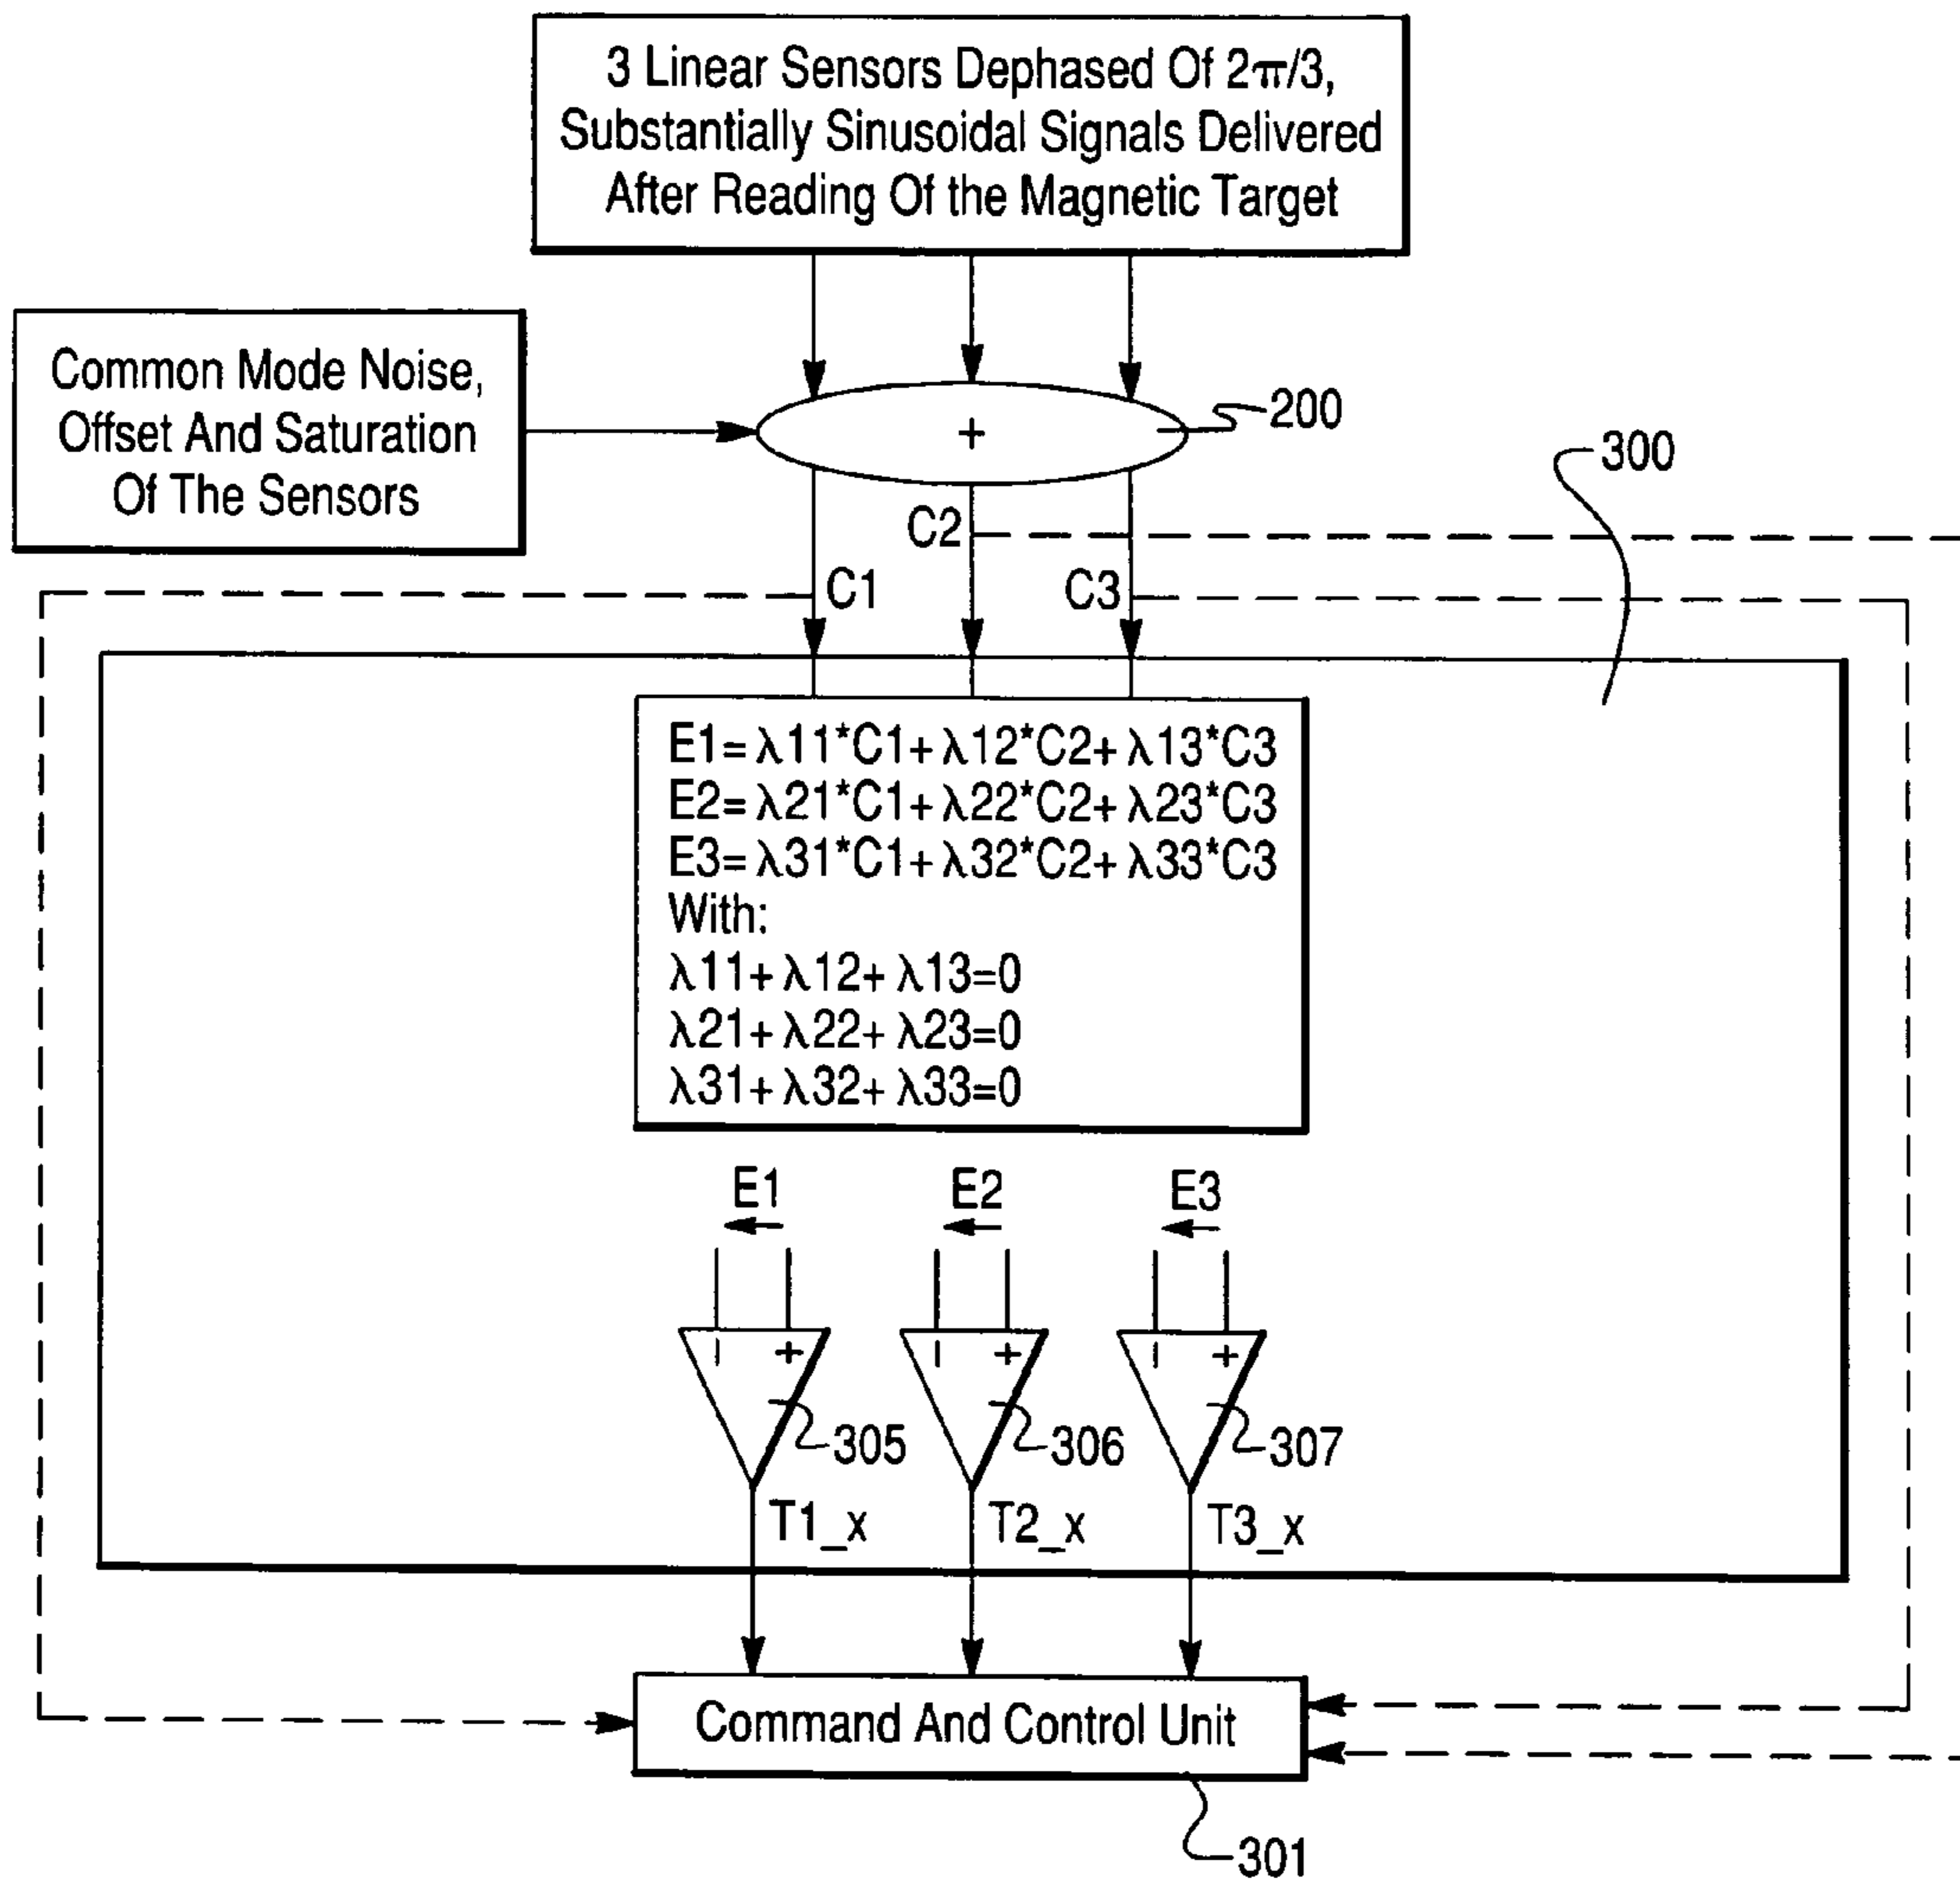 3 Linear Sensors Dephased Of 2π/3,
Substantially Sinusoidal Signals Delivered
After Reading Of the Magnetic Target
Common Mode Noise,
Offset And Saturation
Of The Sensors
+
200
300
C2
C1
C3
E1=λ11*C1+λ12*C2+λ13*C3
E2=λ21*C1+λ22*C2+λ23*C3
E3=λ31*C1+λ32*C2+λ33*C3
With:
λ11+λ12+λ13=0
λ21+λ22+λ23=0
λ31+λ32+λ33=0
E1
E2
E3
− +
− +
− +
305
306
307
T1_x
T2_x
T3_x
Command And Control Unit
301